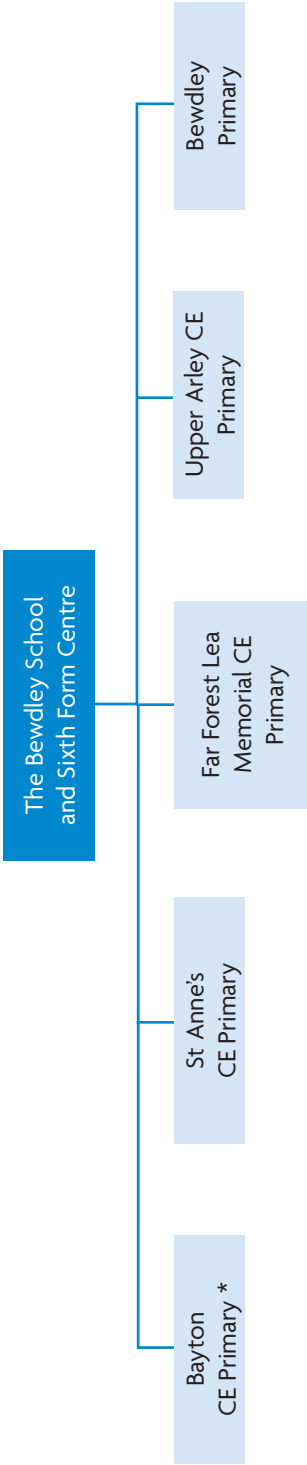 The Bewdley School
and Sixth Form Centre
Bayton
CE Primary *
St Anne's
CE Primary
Far Forest Lea
Memorial CE
Primary
Upper Arley CE
Primary
Bewdley
Primary